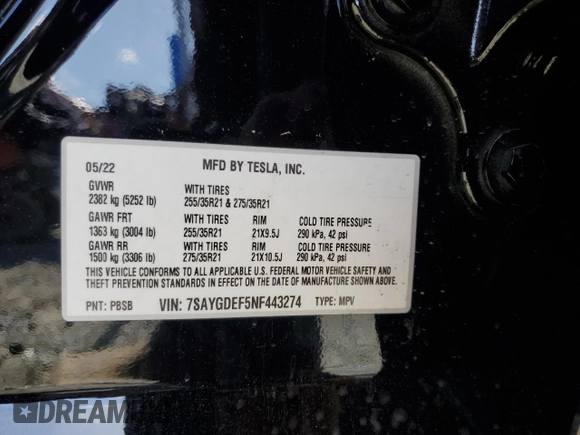 05/22 MFD BY TESLA, INC.
GVWR WITH TIRES
2382 kg (5252 lb) 255/35R21 & 275/35R21
GAWR FRT WITH TIRES RIM COLD TIRE PRESSURE
1363 kg (3004 lb) 255/35R21 21X9.5J 290 kPa, 42 psi
GAWR RR WITH TIRES RIM COLD TIRE PRESSURE
1500 kg (3306 lb) 275/35R21 21X10.5J 290 kPa, 42 psi
THIS VEHICLE CONFORMS TO ALL APPLICABLE U.S. FEDERAL MOTOR VEHICLE SAFETY AND
THEFT PREVENTION STANDARDS IN EFFECT ON DATE OF MANUFACTURE SHOWN ABOVE.
PNT: PBSB VIN: 7SAYGDEF5NF443274 TYPE: MPV